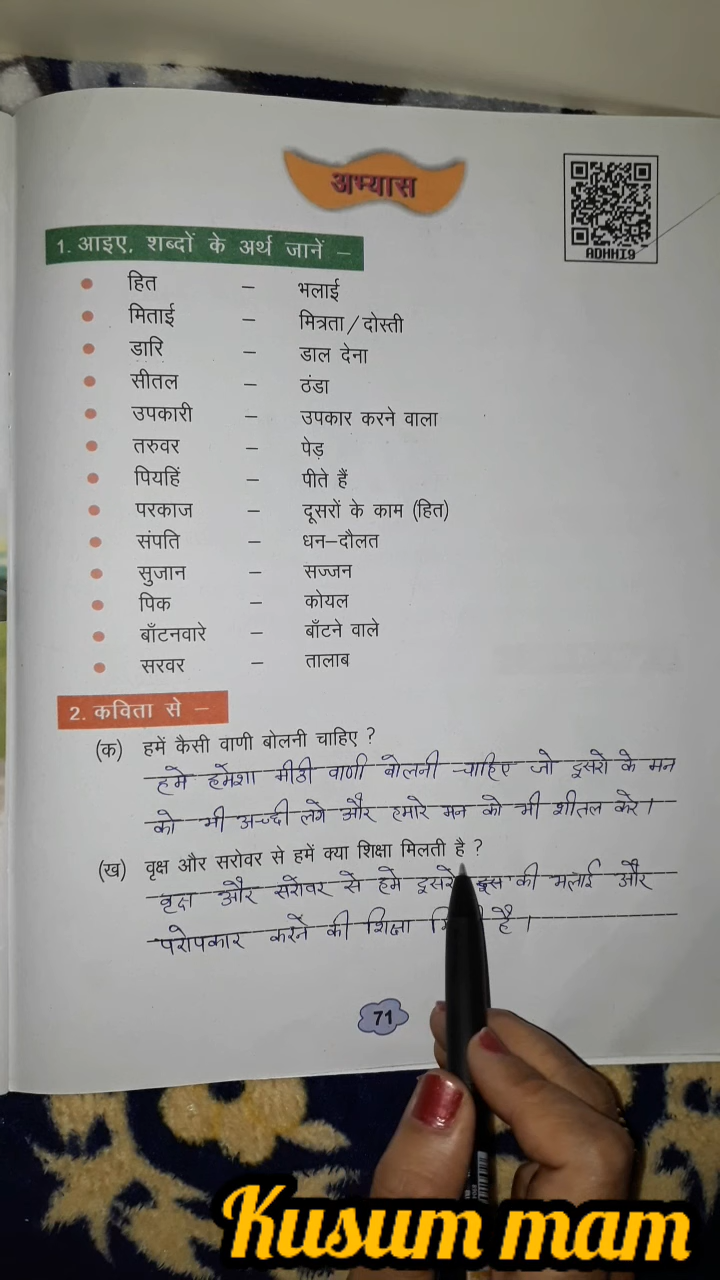 अभ्यास
ADHHI9
1. आइए, शब्दों के अर्थ जानें –
हित – भलाई
मिताई – मित्रता/दोस्ती
डारि – डाल देना
सीतल – ठंडा
उपकारी – उपकार करने वाला
तरुवर – पेड़
पियहिं – पीते हैं
परकाज – दूसरों के काम (हित)
संपति – धन-दौलत
सुजान – सज्जन
पिक – कोयल
बाँटनवारे – बाँटने वाले
सरवर – तालाब
2. कविता से –
(क) हमें कैसी वाणी बोलनी चाहिए ?
हमे हमेशा मीठी वाणी बोलनी चाहिए जो दूसरो के मन
को भी अच्छी लगे और हमारे मन को भी शीतल करे।
(ख) वृक्ष और सरोवर से हमें क्या शिक्षा मिलती है ?
वृक्ष और सरोवर से हमे दूसरो की भलाई और
परोपकार करने की शिक्षा है।
71
Kusum mam